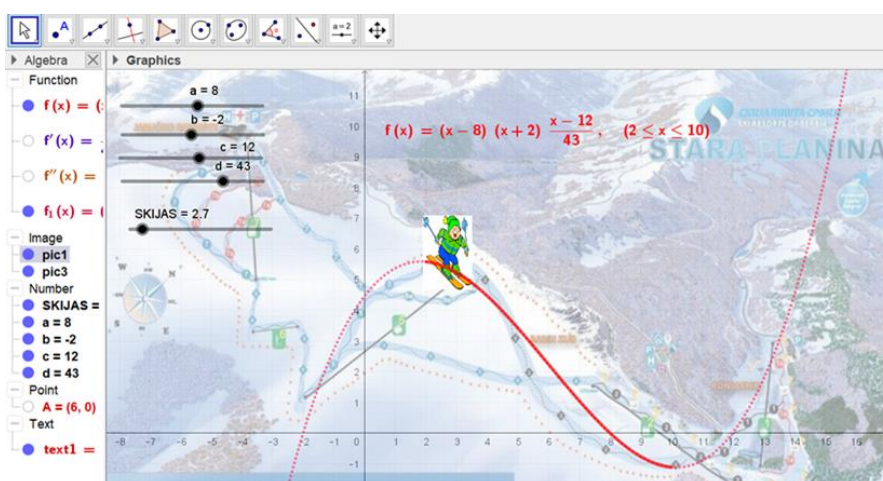 Algebra
Graphics
a=2
Function
f(x) = (
f′(x) =
f″(x) =
f₁(x) = (
Image
pic1
pic3
Number
SKIJAS =
a = 8
b = -2
c = 12
d = 43
Point
A = (6, 0)
Text
text1 =
a = 8
b = -2
c = 12
d = 43
SKIJAS = 2.7
f(x) = (x − 8) (x + 2) (x − 12)/43 , (2 ≤ x ≤ 10)
STARA PLANINA
11
10
9
8
7
6
4
3
2
1
0
-1
-8 -7 -6 -5 -4 -3 -2 -1 0 1 2 3 4 5 6 7 8 9 10 11 12 13 14 15 16
W N
S E